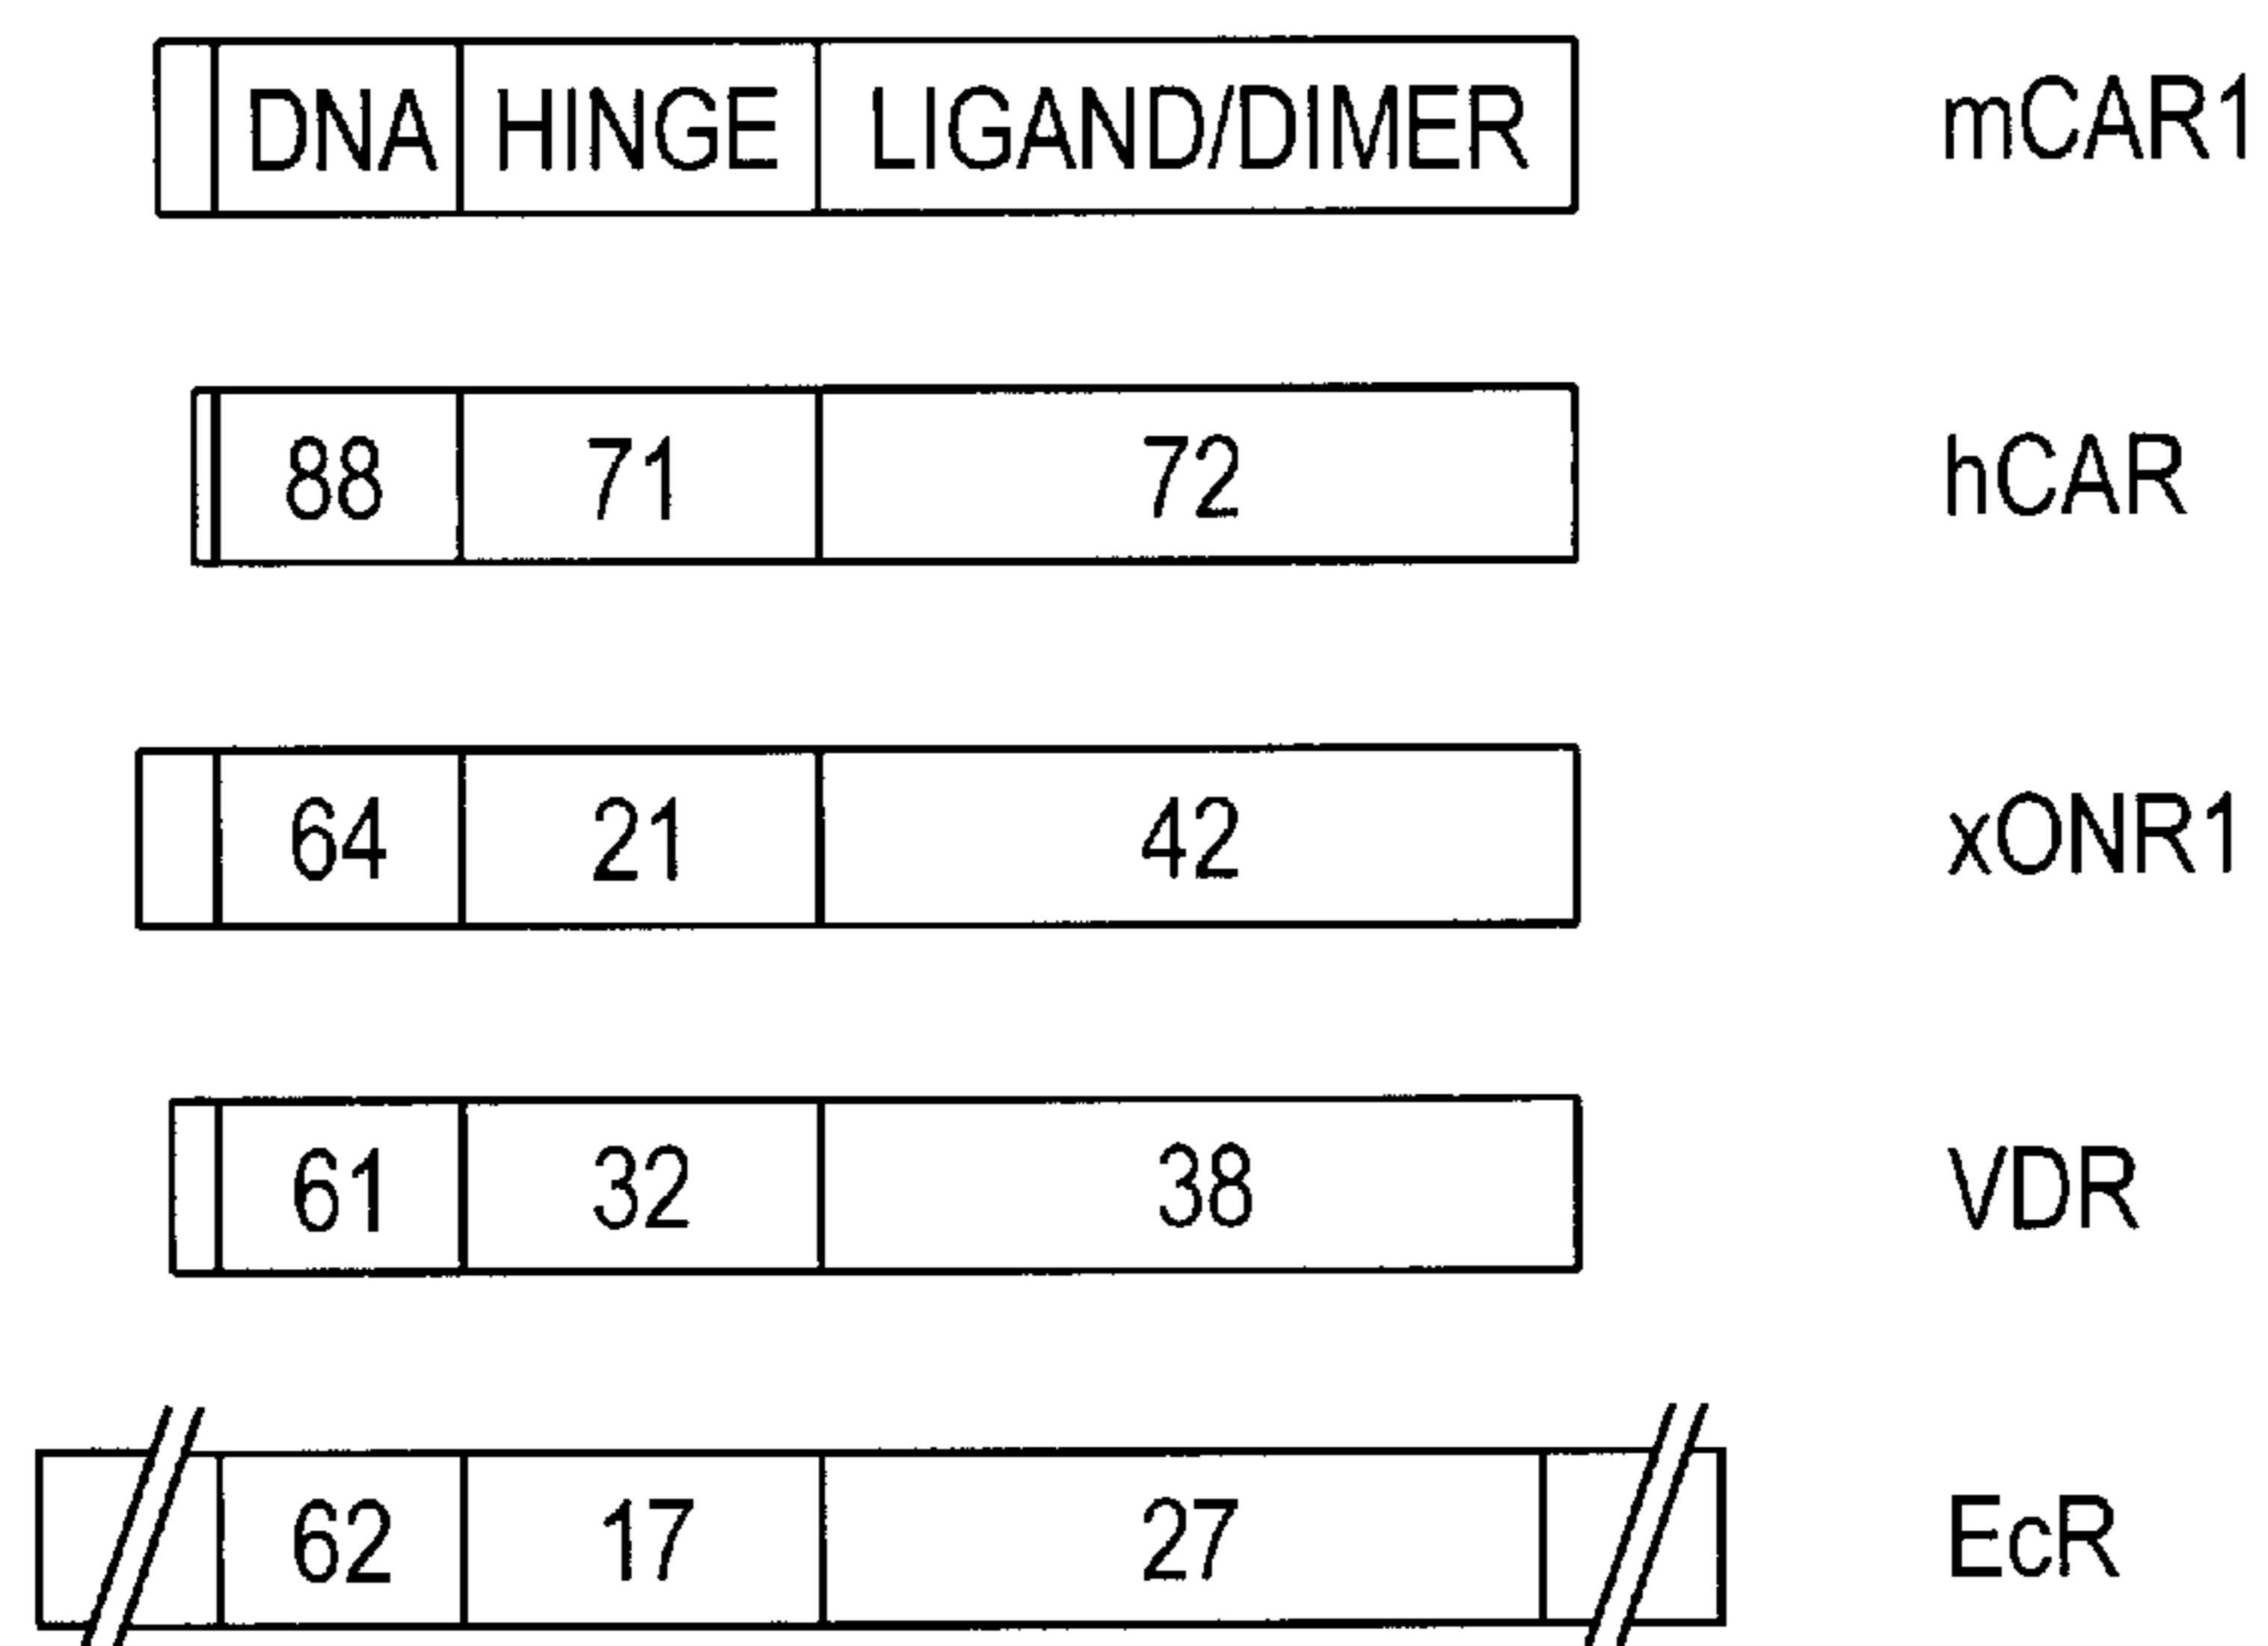 DNA HINGE LIGAND/DIMER mCAR1
88 71 72 hCAR
64 21 42 xONR1
61 32 38 VDR
62 17 27 EcR